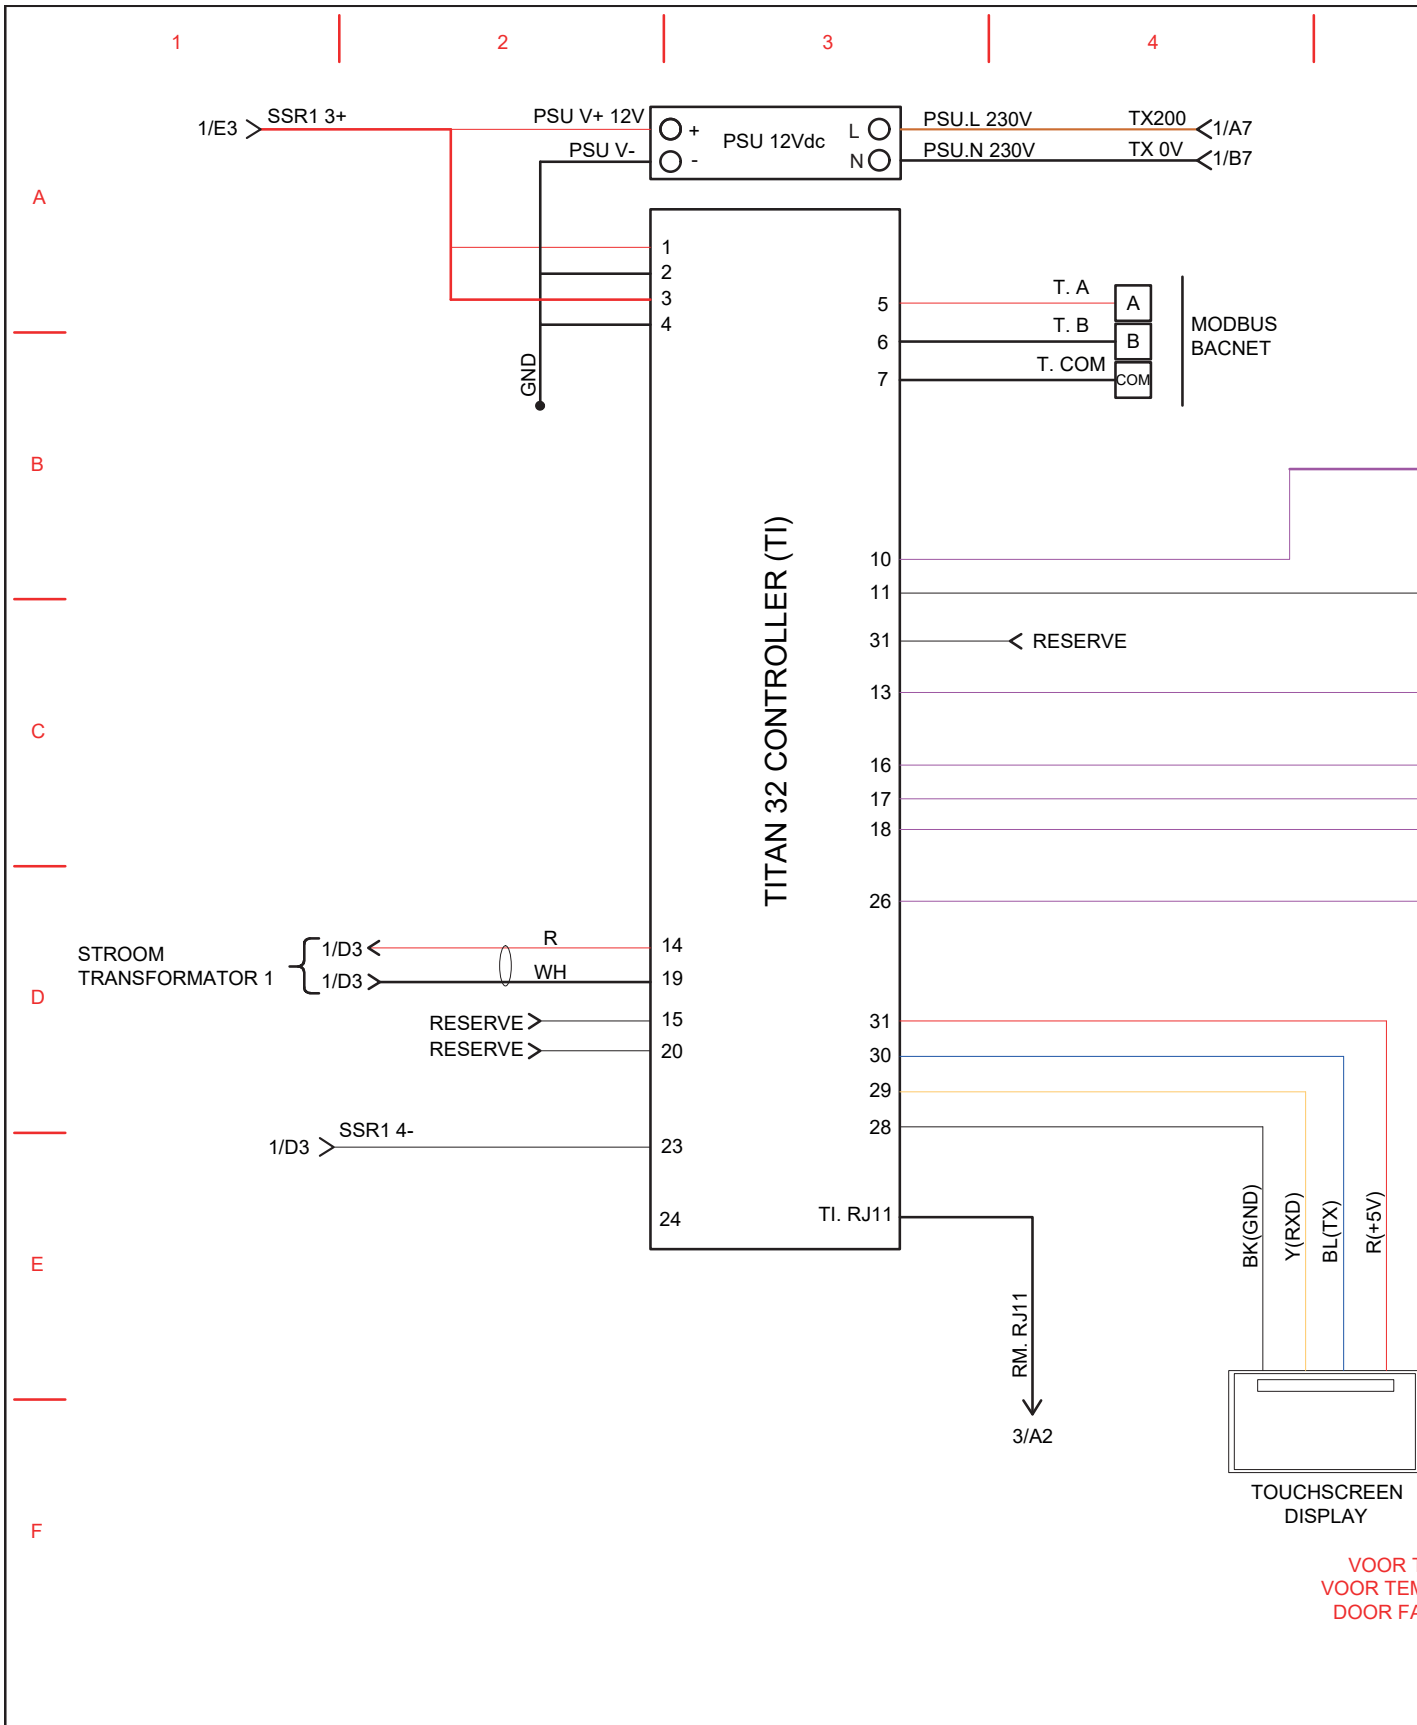 1 2 3 4
1/E3 SSR1 3+ PSU V+ 12V + PSU 12Vdc L PSU.L 230V TX200 1/A7
PSU V- - N PSU.N 230V TX 0V 1/B7
A
1
2
3
4
GND
5 T. A A
6 T. B B
7 T. COM COM
MODBUS
BACNET
B
TITAN 32 CONTROLLER (TI)
10
11
31 RESERVE
13
C
16
17
18
26
STROOM
TRANSFORMATOR 1
1/D3 R 14
1/D3 WH 19
D
RESERVE 15
RESERVE 20
31
30
29
28
1/D3 SSR1 4- 23
24
TI. RJ11
E
BK(GND)
Y(RXD)
BL(TX)
R(+5V)
RM. RJ11
3/A2
TOUCHSCREEN
DISPLAY
F
VOOR
VOOR
DOOR